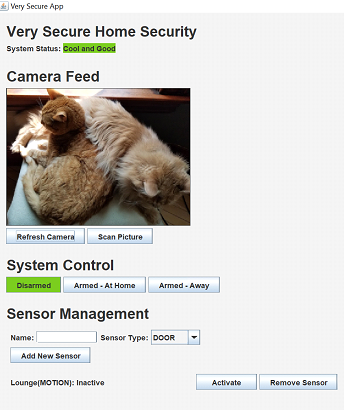 Very Secure App
Very Secure Home Security
System Status: Cool and Good
Camera Feed
Refresh Camera Scan Picture
System Control
Disarmed Armed - At Home Armed - Away
Sensor Management
Name: Sensor Type: DOOR
Add New Sensor
Lounge(MOTION): Inactive Activate Remove Sensor